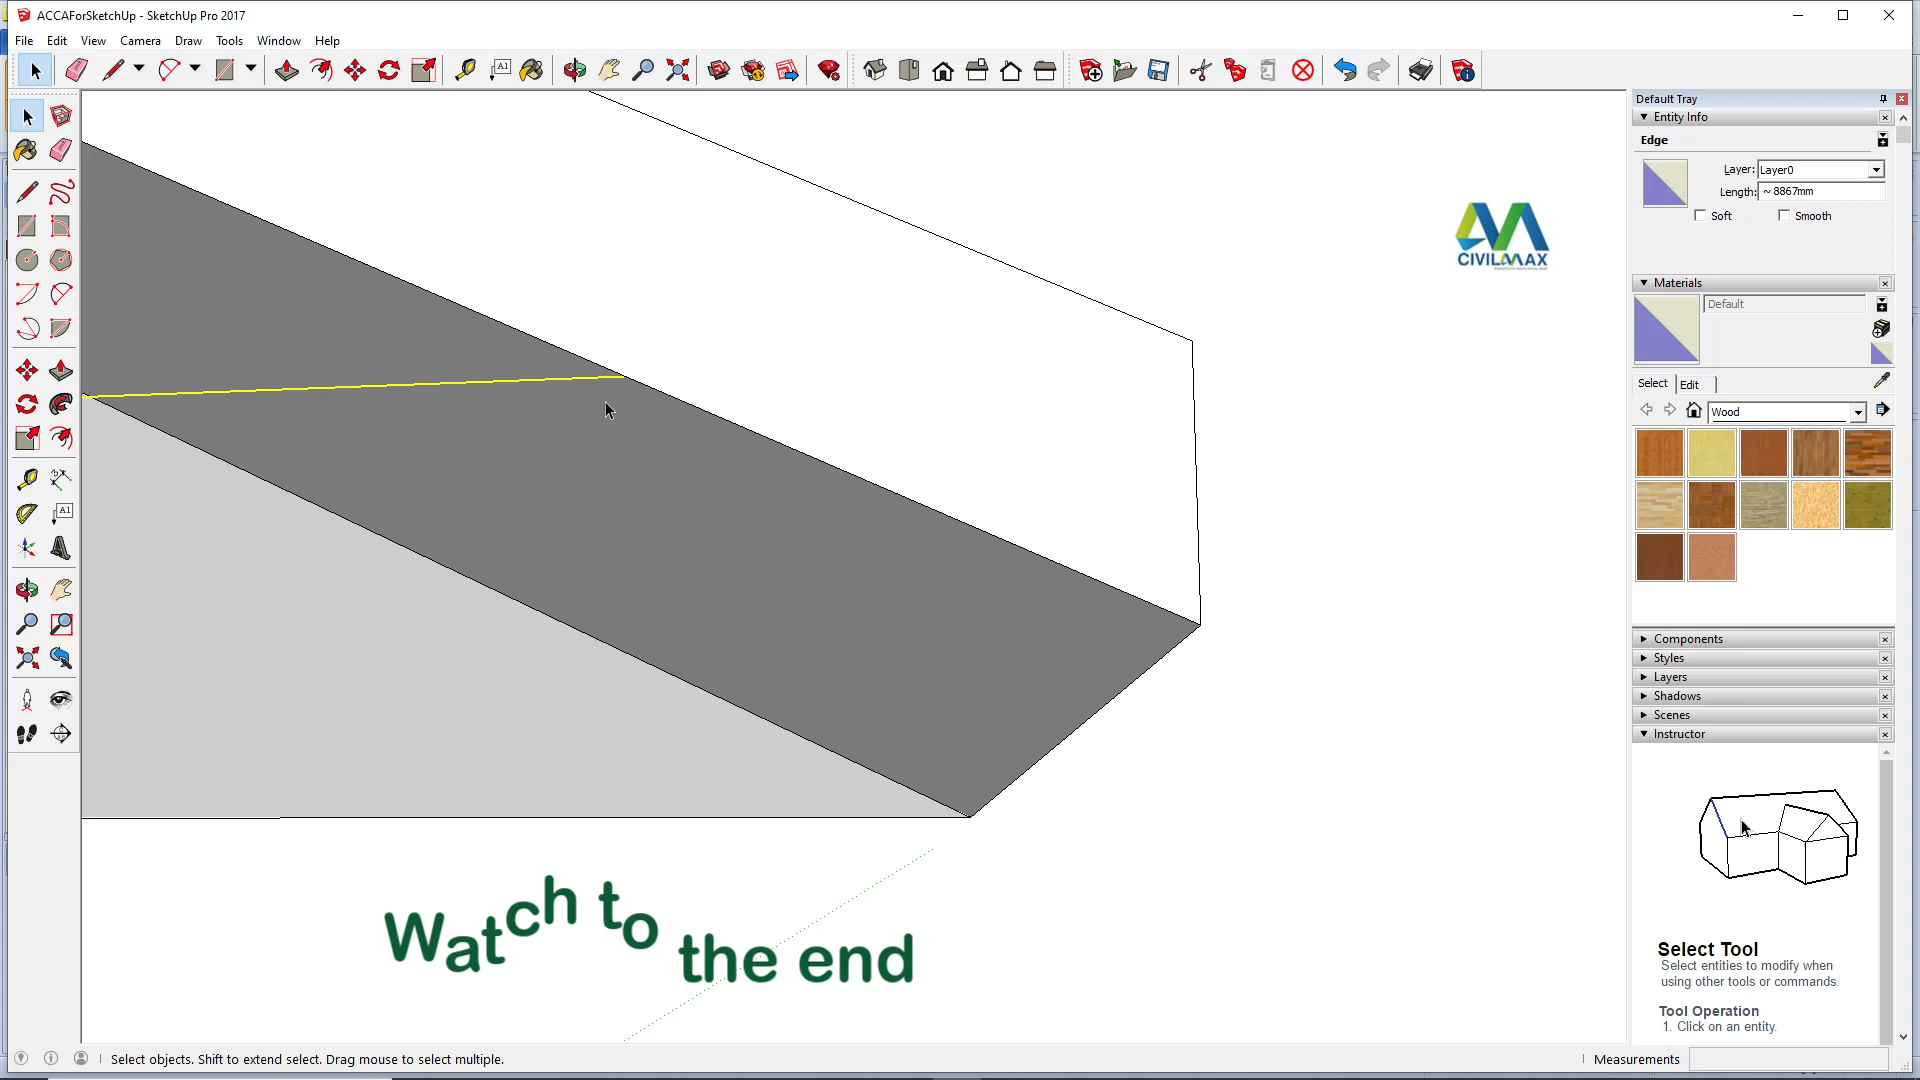 ACCAForSketchUp - SketchUp Pro 2017
File Edit View Camera Draw Tools Window Help
Default Tray
Entity Info
Edge
Layer: Layer0
Length: ~ 8867mm
Soft Smooth
CIVILMAX
Materials
Default
Select Edit
Wood
Components
Styles
Layers
Shadows
Scenes
Instructor
Select Tool
Select entities to modify when
using other tools or commands.
Tool Operation
1. Click on an entity.
Watch to the end
Select objects. Shift to extend select. Drag mouse to select multiple.
Measurements